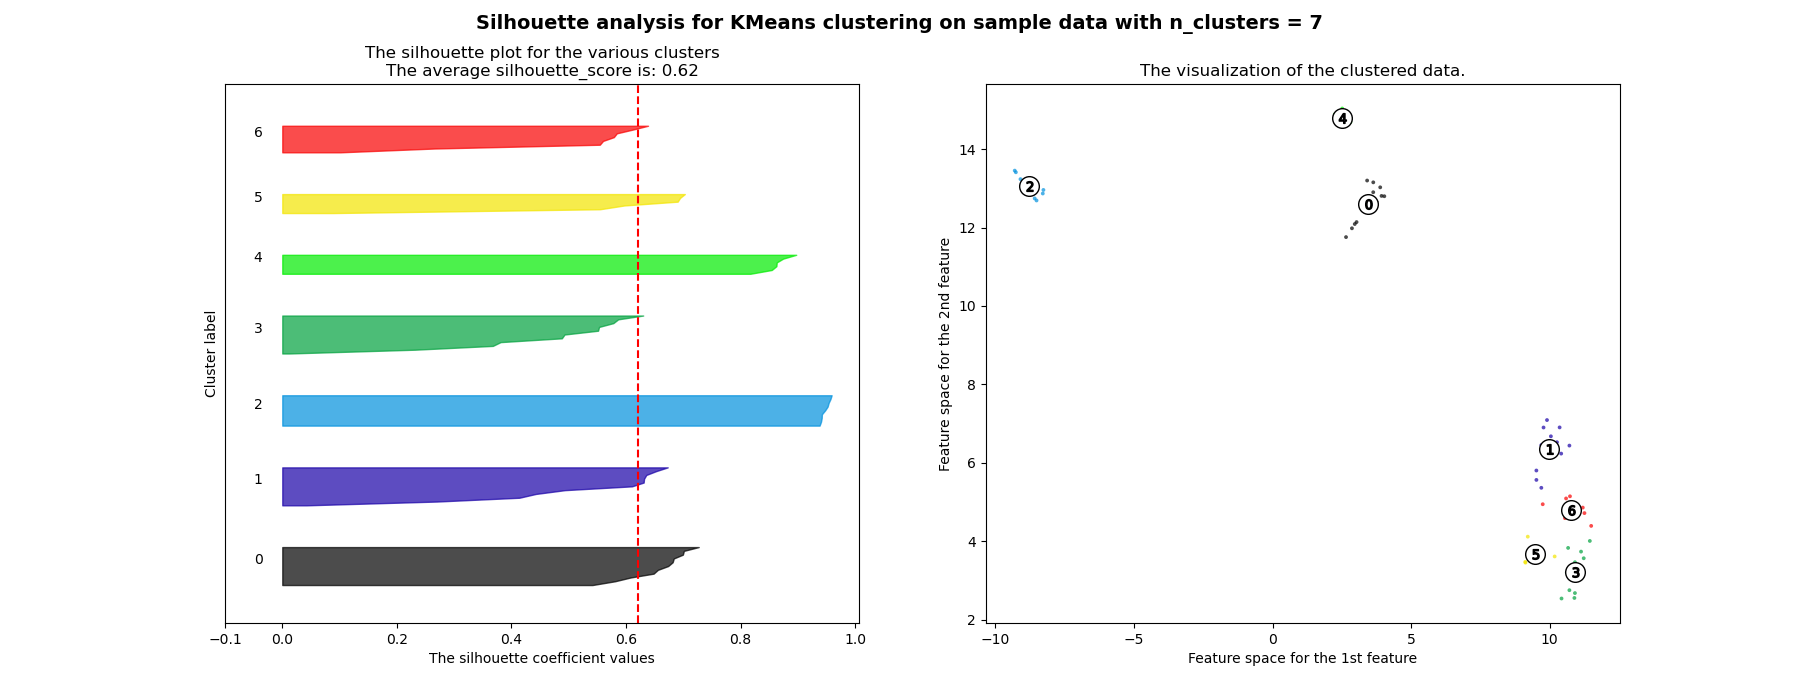 Silhouette analysis for KMeans clustering on sample data with n_clusters = 7
The silhouette plot for the various clusters
The average silhouette_score is: 0.62
6
5
4
3
2
1
0
Cluster label
−0.1 0.0 0.2 0.4 0.6 0.8 1.0
The silhouette coefficient values
The visualization of the clustered data.
14
12
10
8
6
4
2
Feature space for the 2nd feature
4
2
0
1
6
5
3
−10 −5 0 5 10
Feature space for the 1st feature